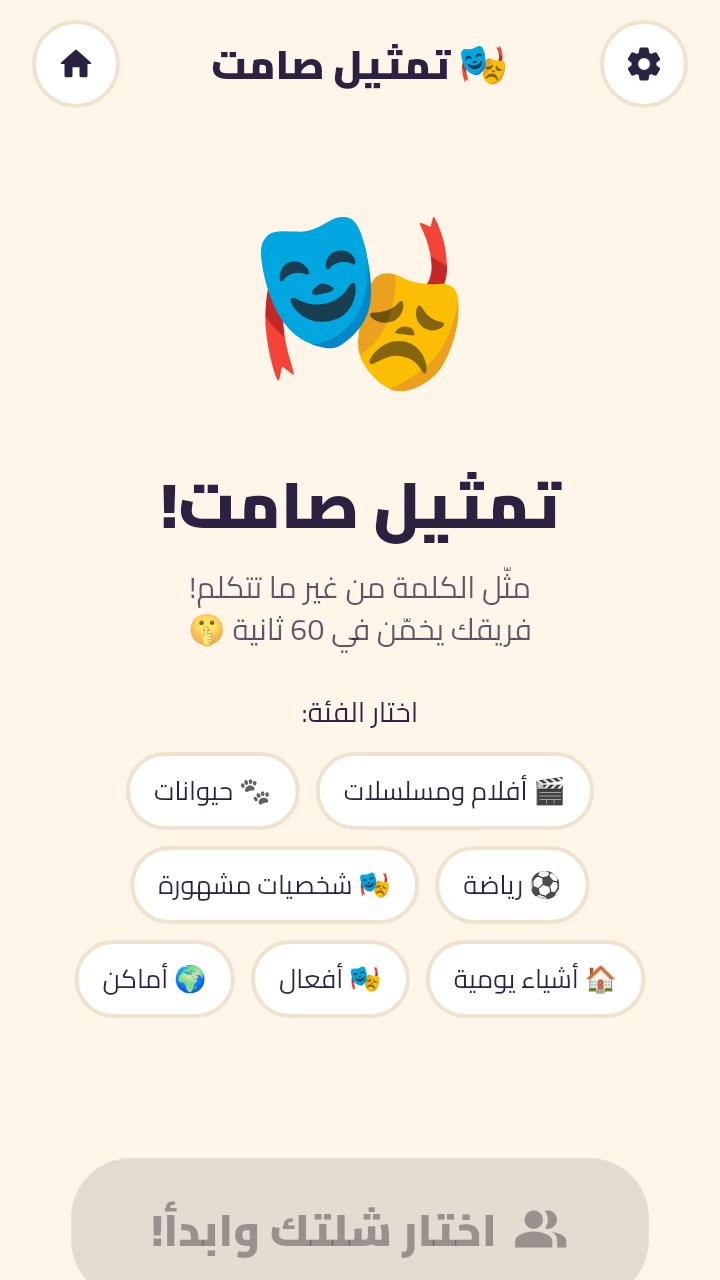 🎭 تمثيل صامت
تمثيل صامت!
مثّل الكلمة من غير ما تتكلم!
فريقك يخمّن في 60 ثانية 🤫
اختار الفئة:
🎬 أفلام ومسلسلات
🐾 حيوانات
⚽ رياضة
🎭 شخصيات مشهورة
🏠 أشياء يومية
🎭 أفعال
🌍 أماكن
اختار شلتك وابدأ!